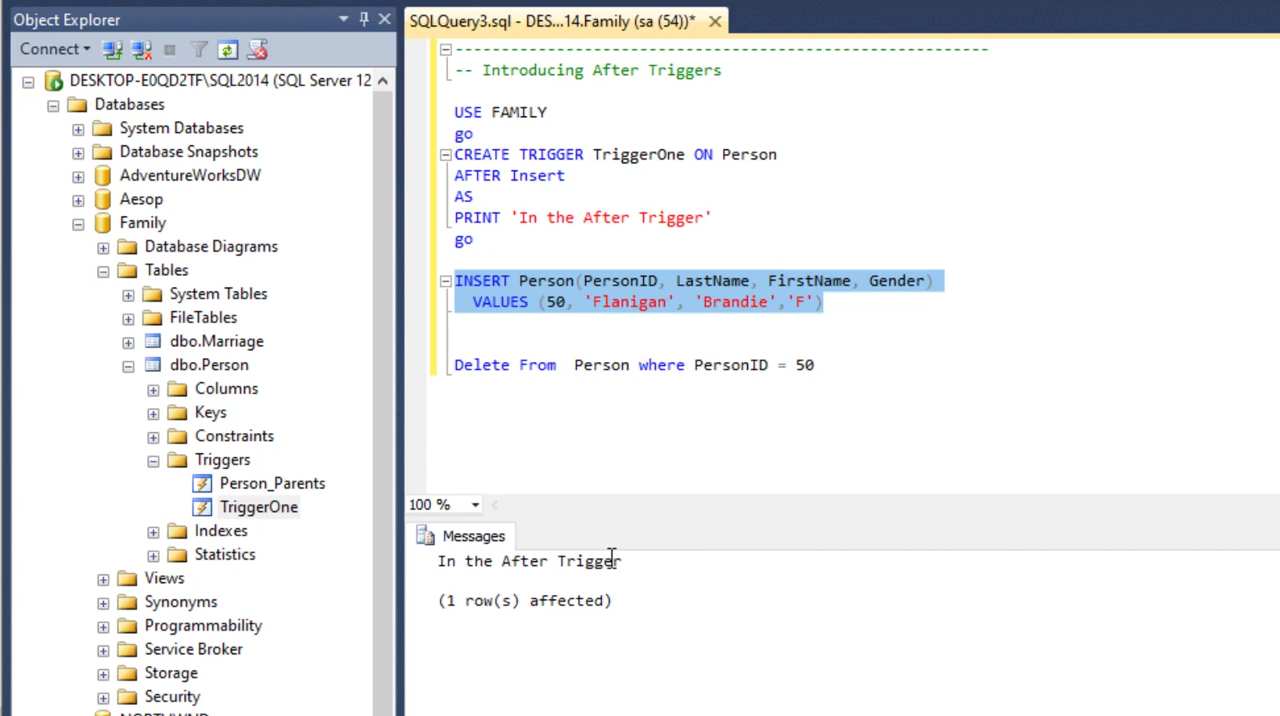 Object Explorer
Connect
DESKTOP-E0QD2TF\SQL2014 (SQL Server 12
Databases
System Databases
Database Snapshots
AdventureWorksDW
Aesop
Family
Database Diagrams
Tables
System Tables
FileTables
dbo.Marriage
dbo.Person
Columns
Keys
Constraints
Triggers
Person_Parents
TriggerOne
Indexes
Statistics
Views
Synonyms
Programmability
Service Broker
Storage
Security
SQLQuery3.sql - DES...14.Family (sa (54))*
-----------------------------------------------------------
-- Introducing After Triggers
USE FAMILY
go
CREATE TRIGGER TriggerOne ON Person
AFTER Insert
AS
PRINT 'In the After Trigger'
go
INSERT Person(PersonID, LastName, FirstName, Gender)
VALUES (50, 'Flanigan', 'Brandie','F')
Delete From  Person where PersonID = 50
100 %
Messages
In the After Trigger
(1 row(s) affected)